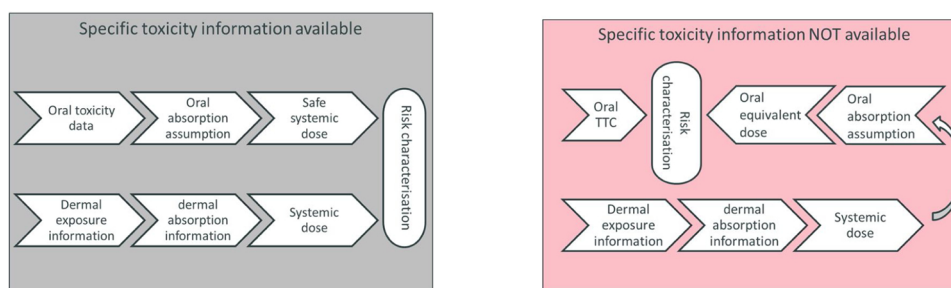 Specific toxicity information available
Oral toxicity
data
Oral
absorption
assumption
Safe
systemic
dose
Risk characterisation
Dermal
exposure
information
dermal
absorption
information
Systemic
dose
Specific toxicity information NOT available
Oral
TTC
Risk
characterisation
Oral
equivalent
dose
Oral
absorption
assumption
Dermal
exposure
information
dermal
absorption
information
Systemic
dose